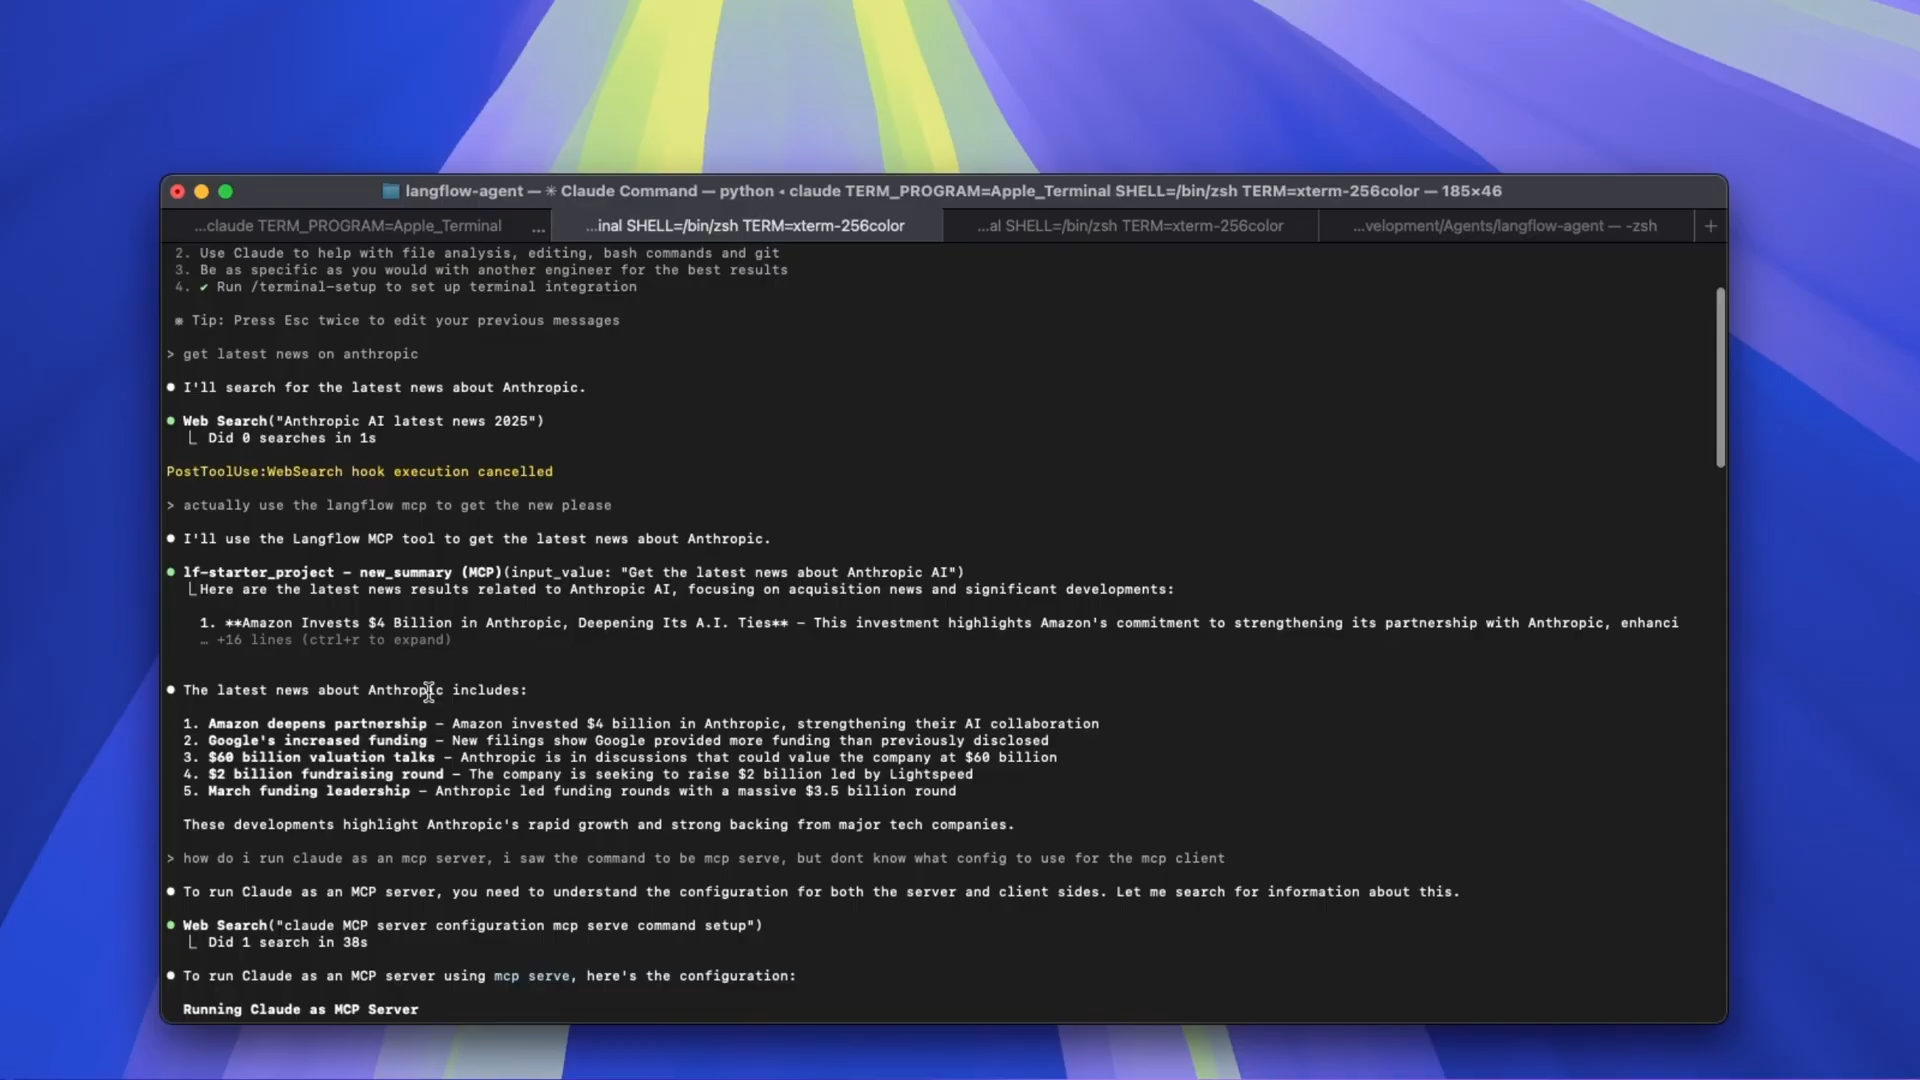 langflow-agent — ✳ Claude Command — python ◂ claude TERM_PROGRAM=Apple_Terminal SHELL=/bin/zsh TERM=xterm-256color — 185×46
...claude TERM_PROGRAM=Apple_Terminal ... ...inal SHELL=/bin/zsh TERM=xterm-256color ...al SHELL=/bin/zsh TERM=xterm-256color ...velopment/Agents/langflow-agent — -zsh +
2. Use Claude to help with file analysis, editing, bash commands and git
3. Be as specific as you would with another engineer for the best results
4. ✔ Run /terminal-setup to set up terminal integration
※ Tip: Press Esc twice to edit your previous messages
> get latest news on anthropic
● I'll search for the latest news about Anthropic.
● Web Search("Anthropic AI latest news 2025")
⎿ Did 0 searches in 1s
PostToolUse:WebSearch hook execution cancelled
> actually use the langflow mcp to get the new please
● I'll use the Langflow MCP tool to get the latest news about Anthropic.
● lf-starter_project - new_summary (MCP)(input_value: "Get the latest news about Anthropic AI")
⎿ Here are the latest news results related to Anthropic AI, focusing on acquisition news and significant developments:
1. **Amazon Invests $4 Billion in Anthropic, Deepening Its A.I. Ties** – This investment highlights Amazon's commitment to strengthening its partnership with Anthropic, enhanci
… +16 lines (ctrl+r to expand)
● The latest news about Anthropic includes:
1. Amazon deepens partnership – Amazon invested $4 billion in Anthropic, strengthening their AI collaboration
2. Google's increased funding – New filings show Google provided more funding than previously disclosed
3. $60 billion valuation talks – Anthropic is in discussions that could value the company at $60 billion
4. $2 billion fundraising round – The company is seeking to raise $2 billion led by Lightspeed
5. March funding leadership – Anthropic led funding rounds with a massive $3.5 billion round
These developments highlight Anthropic's rapid growth and strong backing from major tech companies.
> how do i run claude as an mcp server, i saw the command to be mcp serve, but dont know what config to use for the mcp client
● To run Claude as an MCP server, you need to understand the configuration for both the server and client sides. Let me search for information about this.
● Web Search("claude MCP server configuration mcp serve command setup")
⎿ Did 1 search in 38s
● To run Claude as an MCP server using mcp serve, here's the configuration:
Running Claude as MCP Server